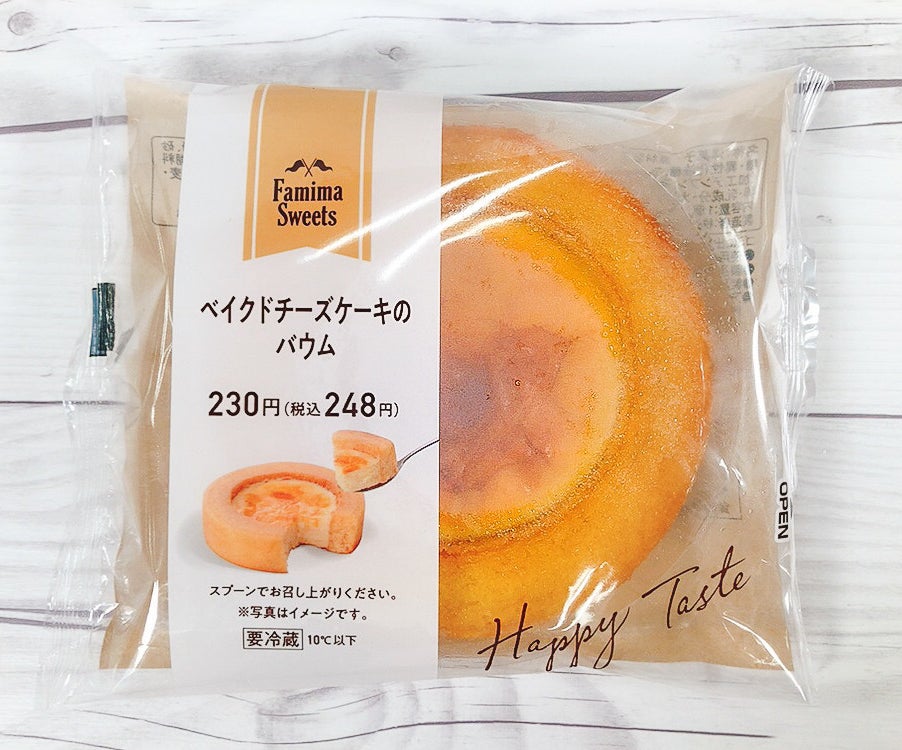 Famima
Sweets
ベイクドチーズケーキの
バウム
230円(税込248円)
スプーンでお召し上がりください。
※写真はイメージです。
要冷蔵 10℃以下
Happy Taste
OPEN